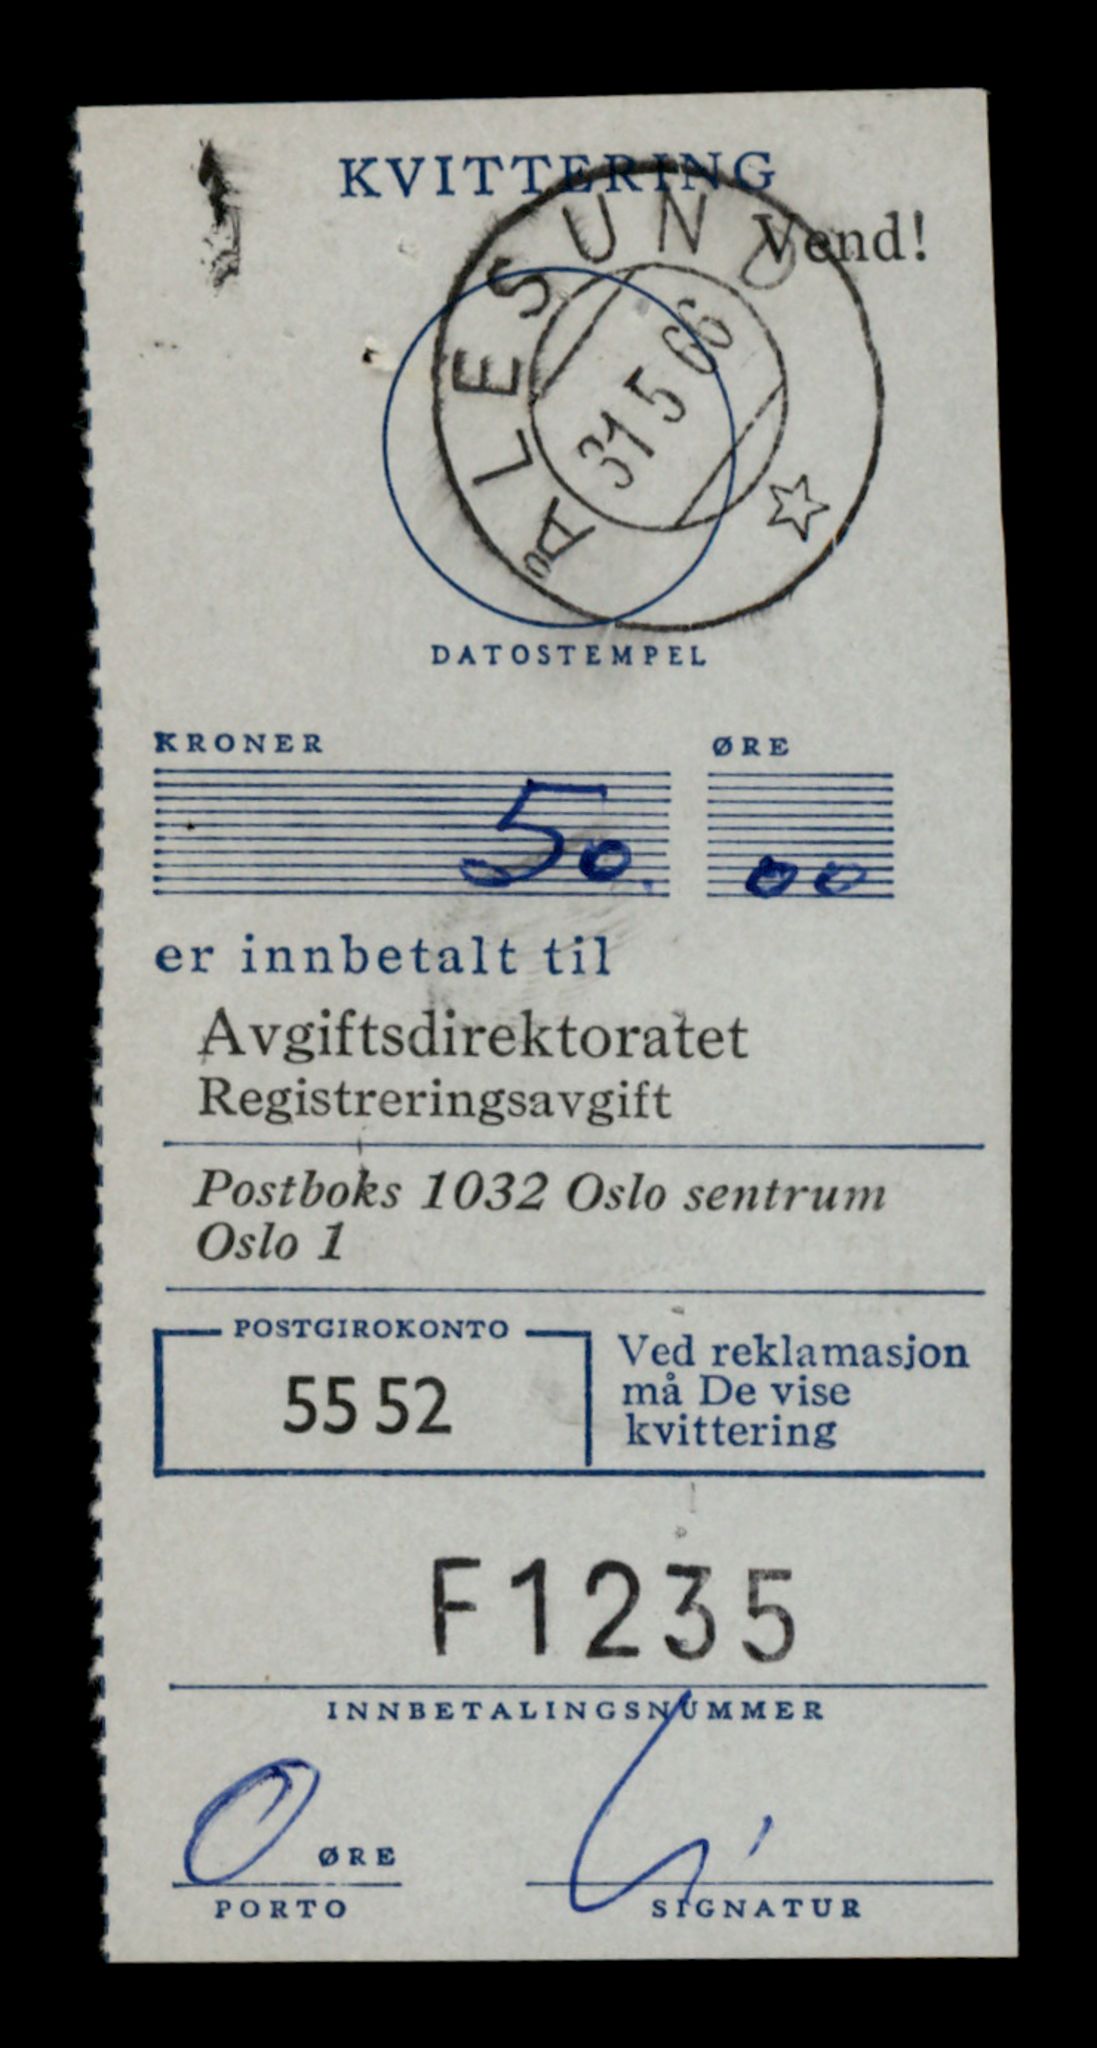 KVITTERING
Vend!
ÅLESUND
31 5 66
DATOSTEMPEL
KRONER ØRE
50. 00
er innbetalt til
Avgiftsdirektoratet
Registreringsavgift
Postboks 1032 Oslo sentrum
Oslo 1
POSTGIROKONTO
55 52
Ved reklamasjon
må De vise
kvittering
F1235
INNBETALINGSNUMMER
0 ØRE
PORTO
SIGNATUR